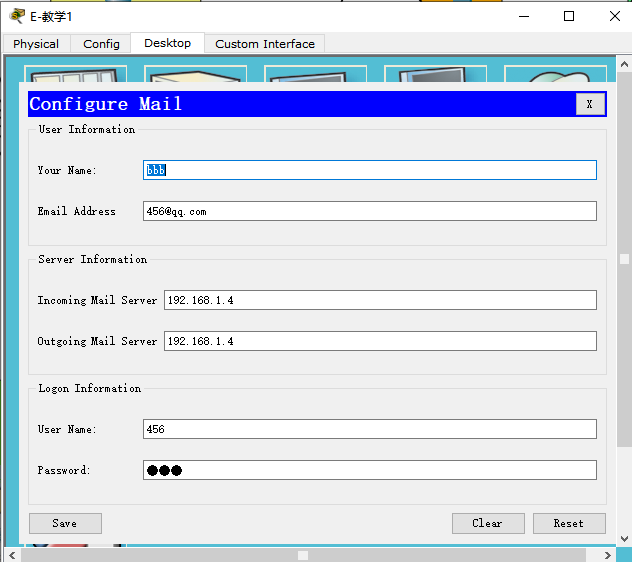 E-教学1
Physical Config Desktop Custom Interface
Configure Mail X
User Information
Your Name: bbb
Email Address 456@qq.com
Server Information
Incoming Mail Server 192.168.1.4
Outgoing Mail Server 192.168.1.4
Logon Information
User Name: 456
Password: ●●●
Save Clear Reset